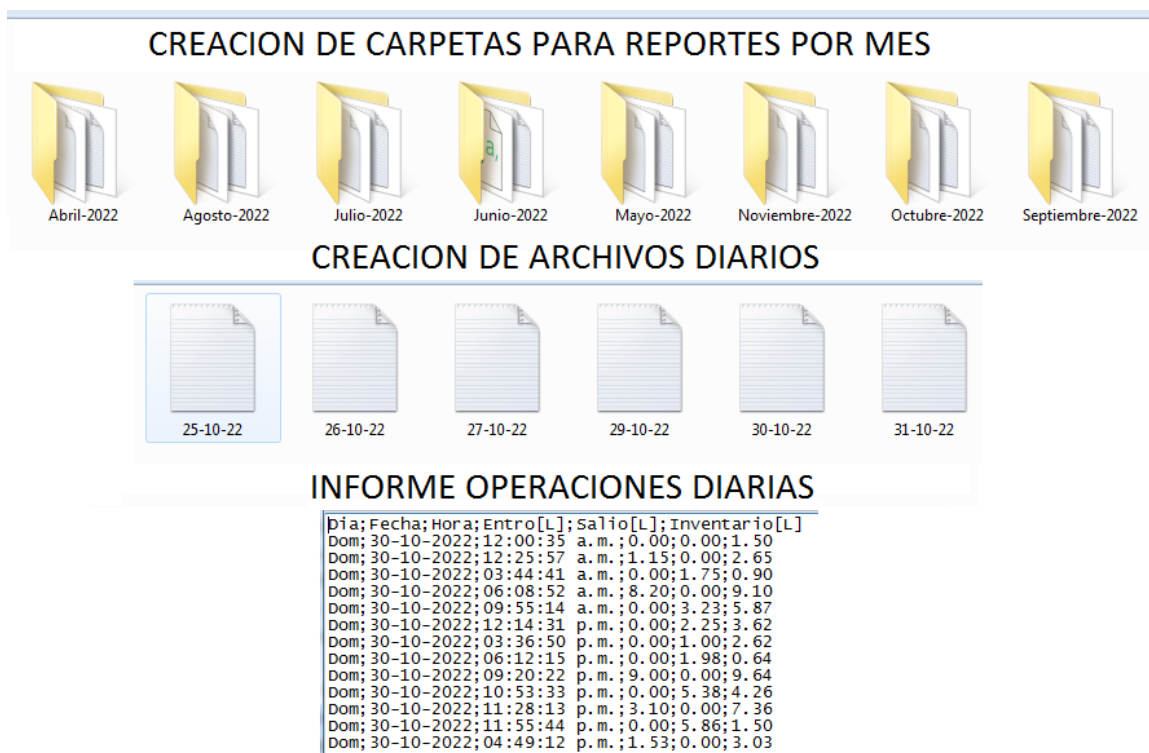 CREACION DE CARPETAS PARA REPORTES POR MES
a,
Abril-2022 Agosto-2022 Julio-2022 Junio-2022 Mayo-2022 Noviembre-2022 Octubre-2022 Septiembre-2022
CREACION DE ARCHIVOS DIARIOS
25-10-22 26-10-22 27-10-22 29-10-22 30-10-22 31-10-22
INFORME OPERACIONES DIARIAS
Dia;Fecha;Hora;Entro[L];Salio[L];Inventario[L]
Dom;30-10-2022;12:00:35 a.m.;0.00;0.00;1.50
Dom;30-10-2022;12:25:57 a.m.;1.15;0.00;2.65
Dom;30-10-2022;03:44:41 a.m.;0.00;1.75;0.90
Dom;30-10-2022;06:08:52 a.m.;8.20;0.00;9.10
Dom;30-10-2022;09:55:14 a.m.;0.00;3.23;5.87
Dom;30-10-2022;12:14:31 p.m.;0.00;2.25;3.62
Dom;30-10-2022;03:36:50 p.m.;0.00;1.00;2.62
Dom;30-10-2022;06:12:15 p.m.;0.00;1.98;0.64
Dom;30-10-2022;09:20:22 p.m.;9.00;0.00;9.64
Dom;30-10-2022;10:53:33 p.m.;0.00;5.38;4.26
Dom;30-10-2022;11:28:13 p.m.;3.10;0.00;7.36
Dom;30-10-2022;11:55:44 p.m.;0.00;5.86;1.50
Dom;30-10-2022;04:49:12 p.m.;1.53;0.00;3.03